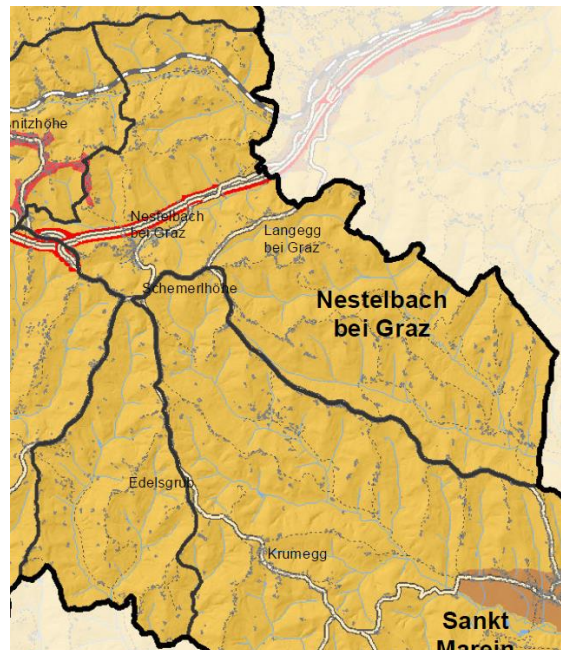 nitzhöhe
Nestelbach
bei Graz
Langegg
bei Graz
Schemerlhöhe
Nestelbach
bei Graz
Edelsgrub
Krumegg
Sankt
Marein